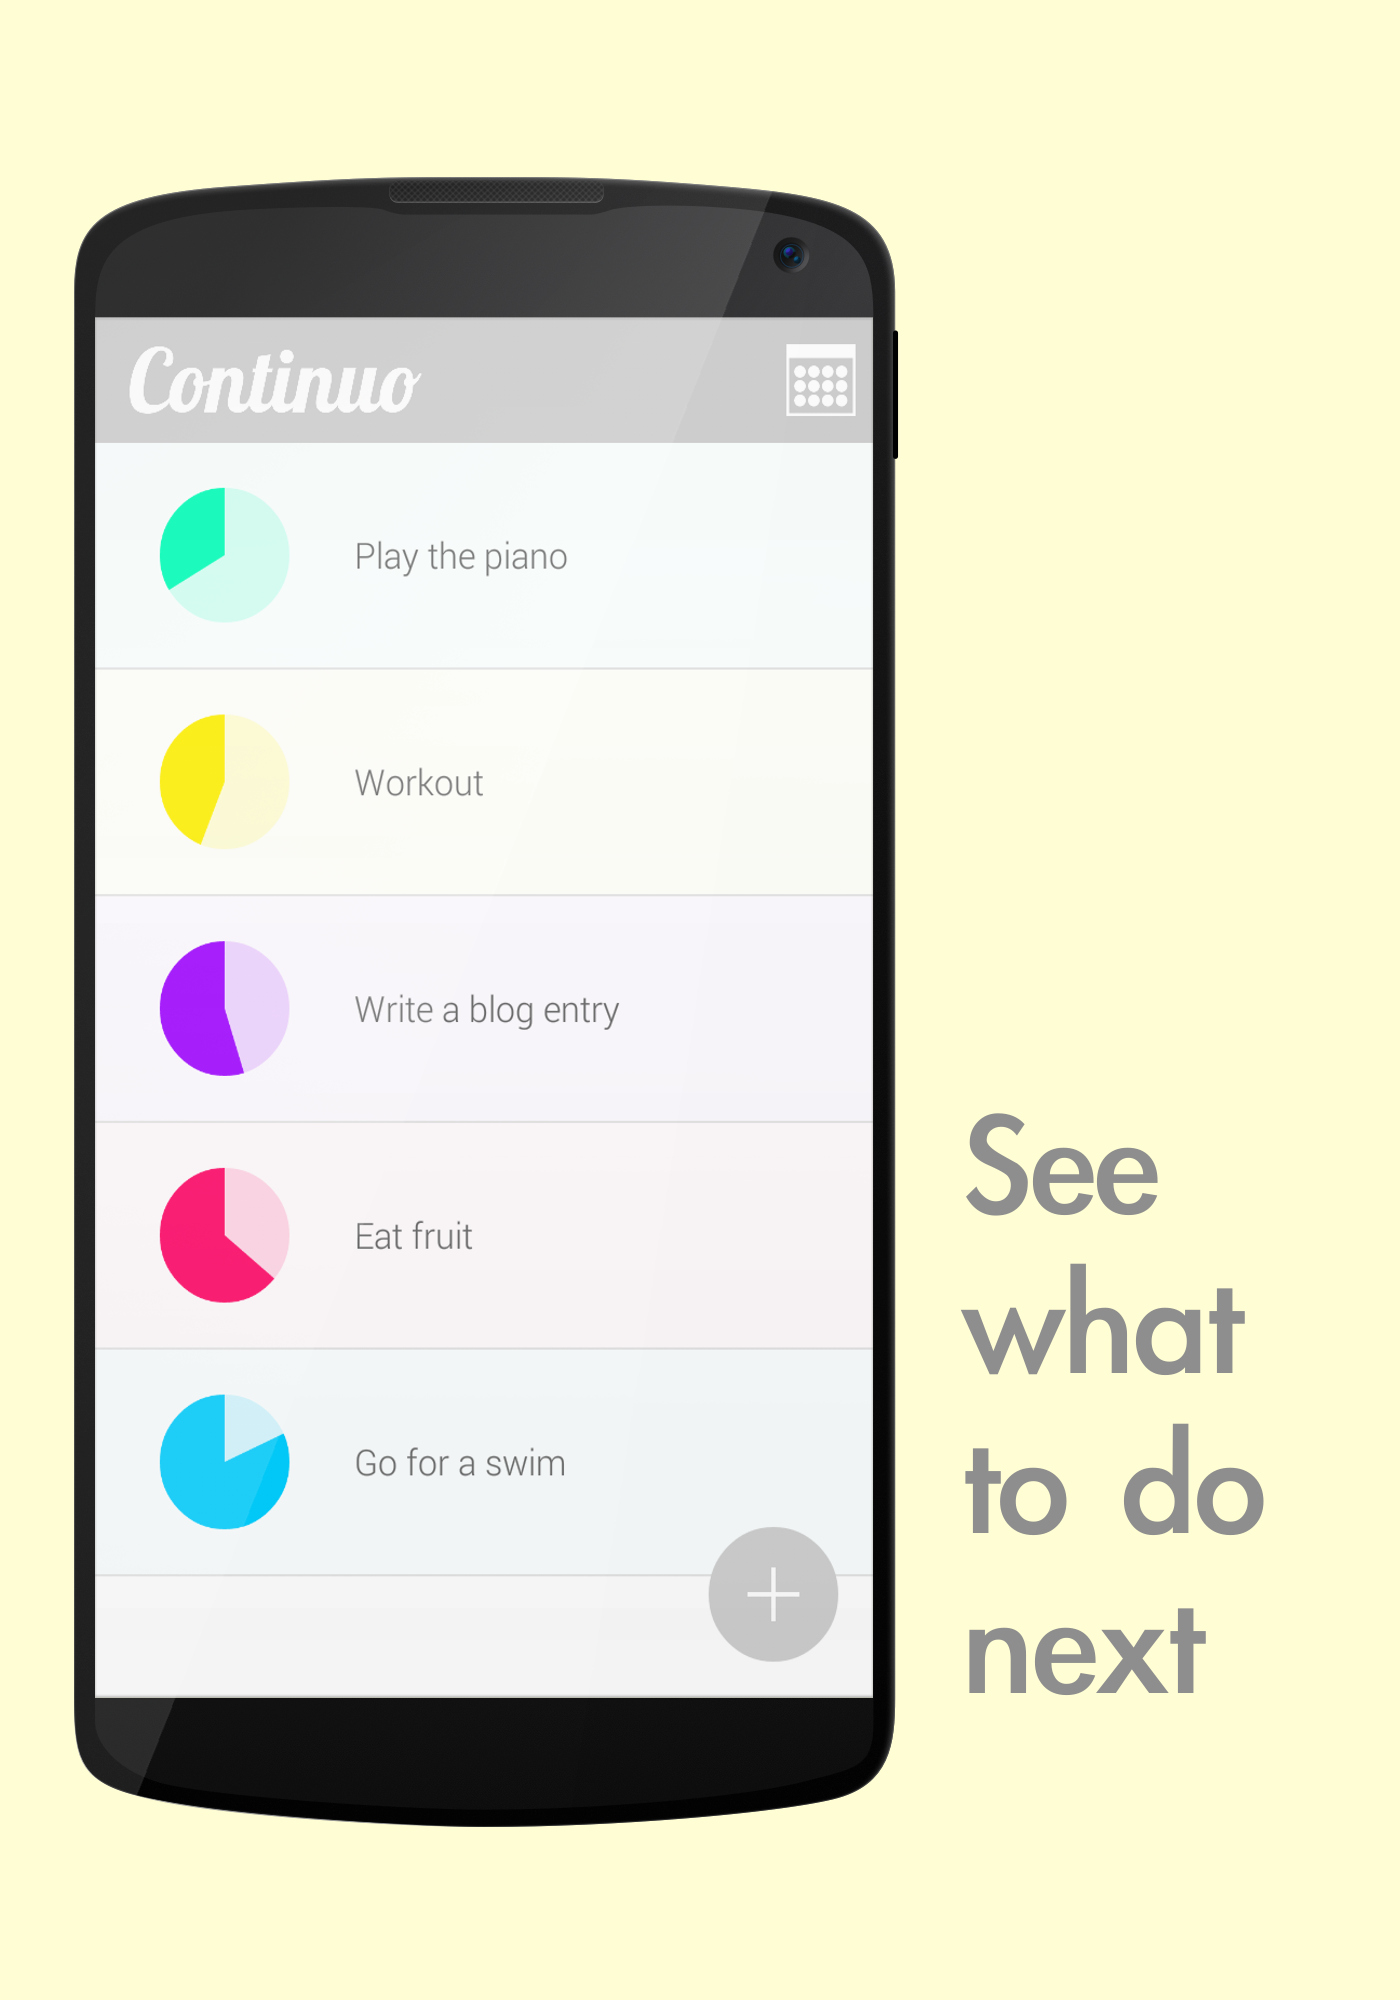 Continuo
Play the piano
Workout
Write a blog entry
Eat fruit
Go for a swim
See
what
to do
next